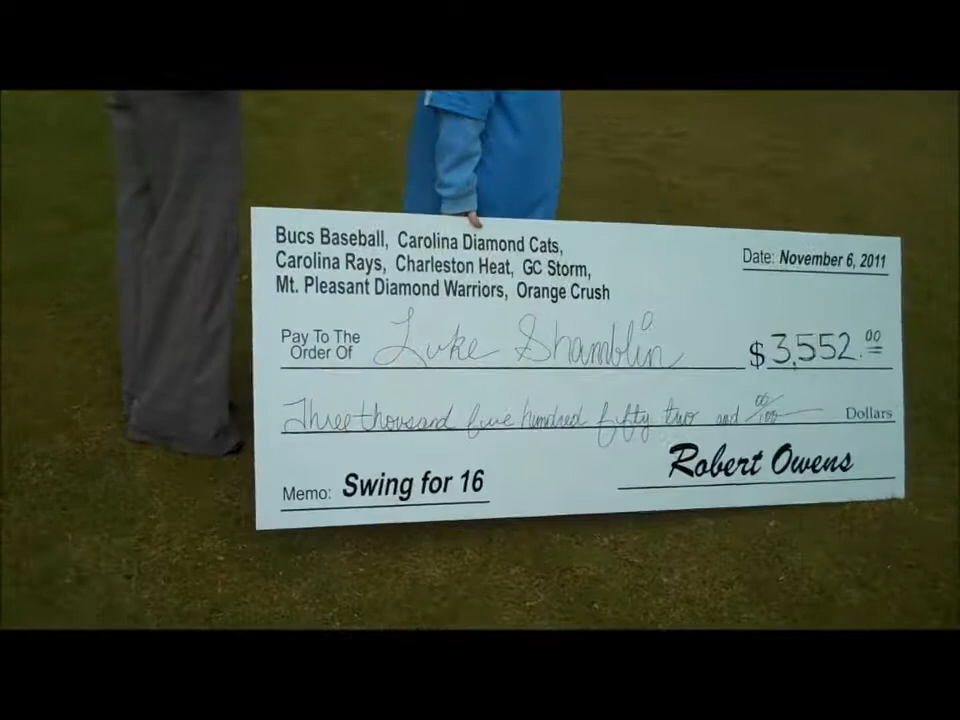 Bucs Baseball, Carolina Diamond Cats,
Carolina Rays, Charleston Heat, GC Storm,
Mt. Pleasant Diamond Warriors, Orange Crush
Date: November 6, 2011
Pay To The
Order Of
Luke Shamblin
$3,552.00
Three thousand five hundred fifty two and 00/100 Dollars
Memo: Swing for 16
Robert Owens